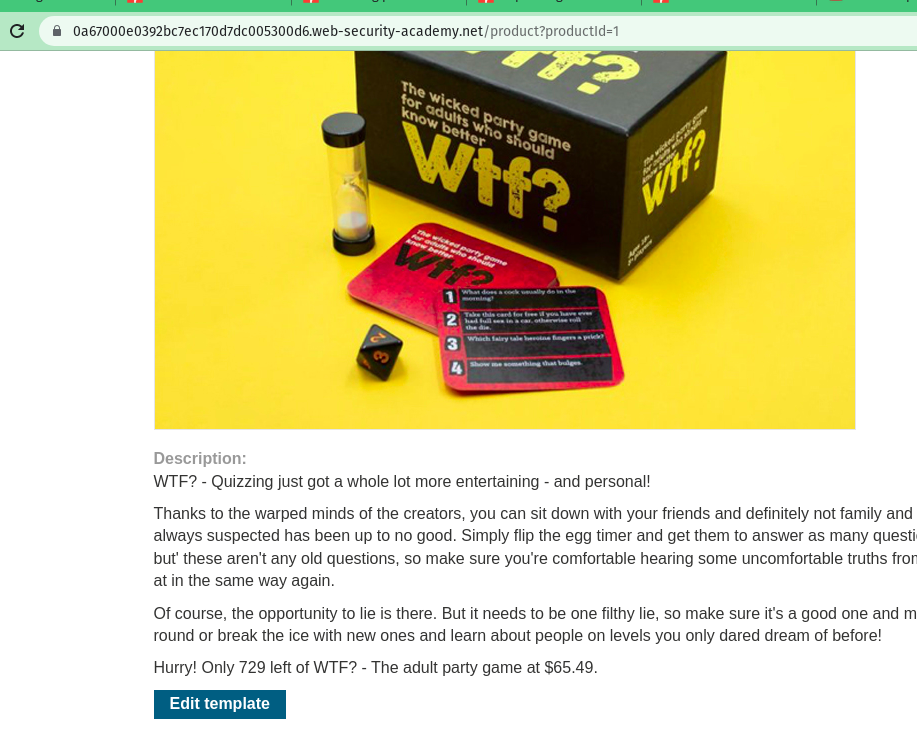 0a67000e0392bc7ec170d7dc005300d6.web-security-academy.net/product?productId=1
wtf?
The wicked party game
for adults who should
know better
wtf?
The wicked party game
for adults who should
know better
wtf?
Ages 18+
The wicked party game
for adults who should
know better
wtf?
1 What does a cock usually do in the
morning?
2 Take this card for free if you have ever
had full sex in a car, otherwise roll
the die.
3 Which fairy tale heroine fingers a prick?
4 Show me something that bulges.
2
3
Description:
WTF? - Quizzing just got a whole lot more entertaining - and personal!
Thanks to the warped minds of the creators, you can sit down with your friends and definitely not family and
always suspected has been up to no good. Simply flip the egg timer and get them to answer as many questi
but' these aren't any old questions, so make sure you're comfortable hearing some uncomfortable truths from
at in the same way again.
Of course, the opportunity to lie is there. But it needs to be one filthy lie, so make sure it's a good one and m
round or break the ice with new ones and learn about people on levels you only dared dream of before!
Hurry! Only 729 left of WTF? - The adult party game at $65.49.
Edit template